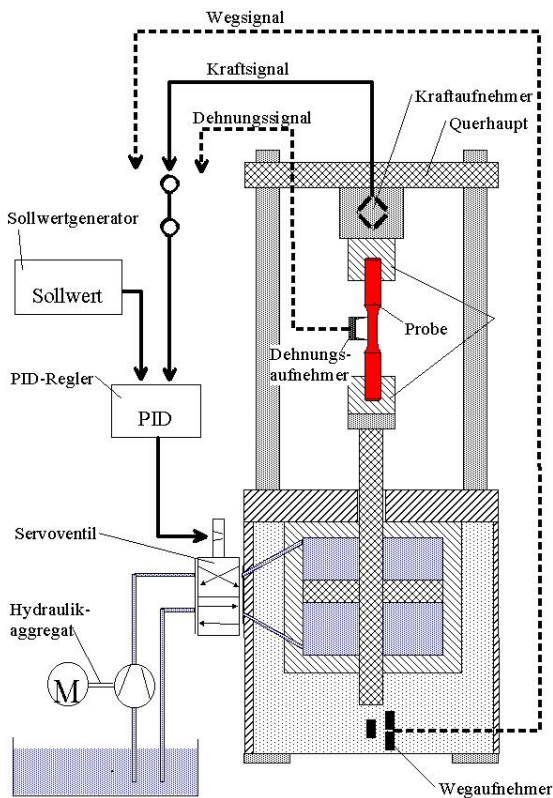 Wegsignal
Kraftsignal
Kraftaufnehmer
Dehnungssignal
Querhaupt
Sollwertgenerator
Sollwert
Probe
Dehnungs-
aufnehmer
PID-Regler
PID
Servoventil
Hydraulik-
aggregat
M
Wegaufnehmer